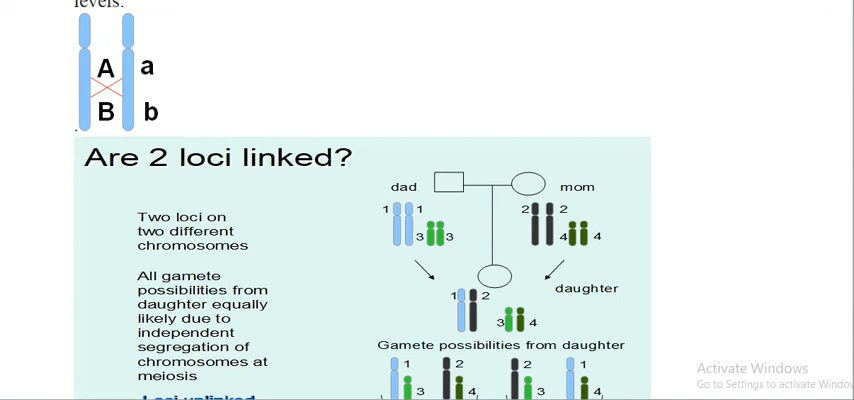 levels.
A a
B b
.
Are 2 loci linked?
dad mom
1 1 2 2
3 3 4 4
Two loci on
two different
chromosomes
All gamete
possibilities from
daughter equally
likely due to
independent
segregation of
chromosomes at
meiosis
Loci unlinked
daughter
1 2
3 4
Gamete possibilities from daughter
1 2 2 1
3 4 3 4
Activate Windows
Go to Settings to activate Windows